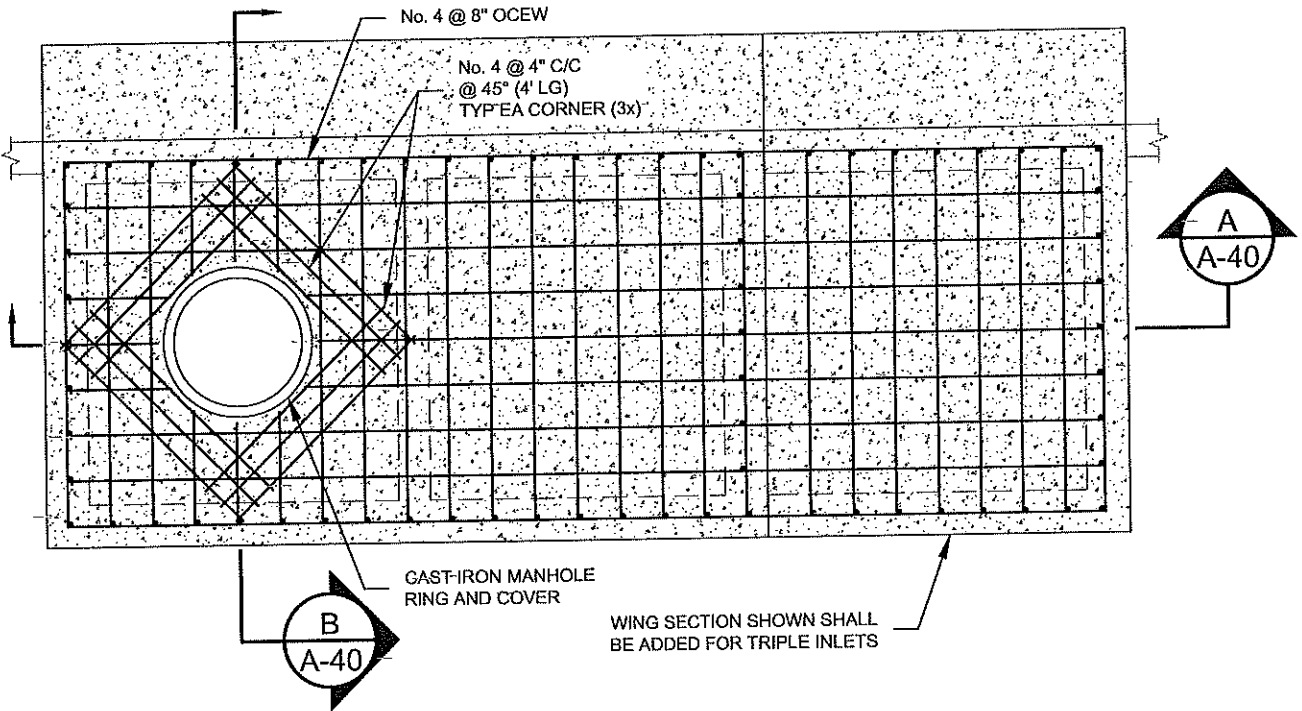 No. 4 @ 8" OCEW
No. 4 @ 4" C/C
@ 45° (4' LG)
TYP EA CORNER (3x)
A
A-40
GAST-IRON MANHOLE
RING AND COVER
B
A-40
WING SECTION SHOWN SHALL
BE ADDED FOR TRIPLE INLETS